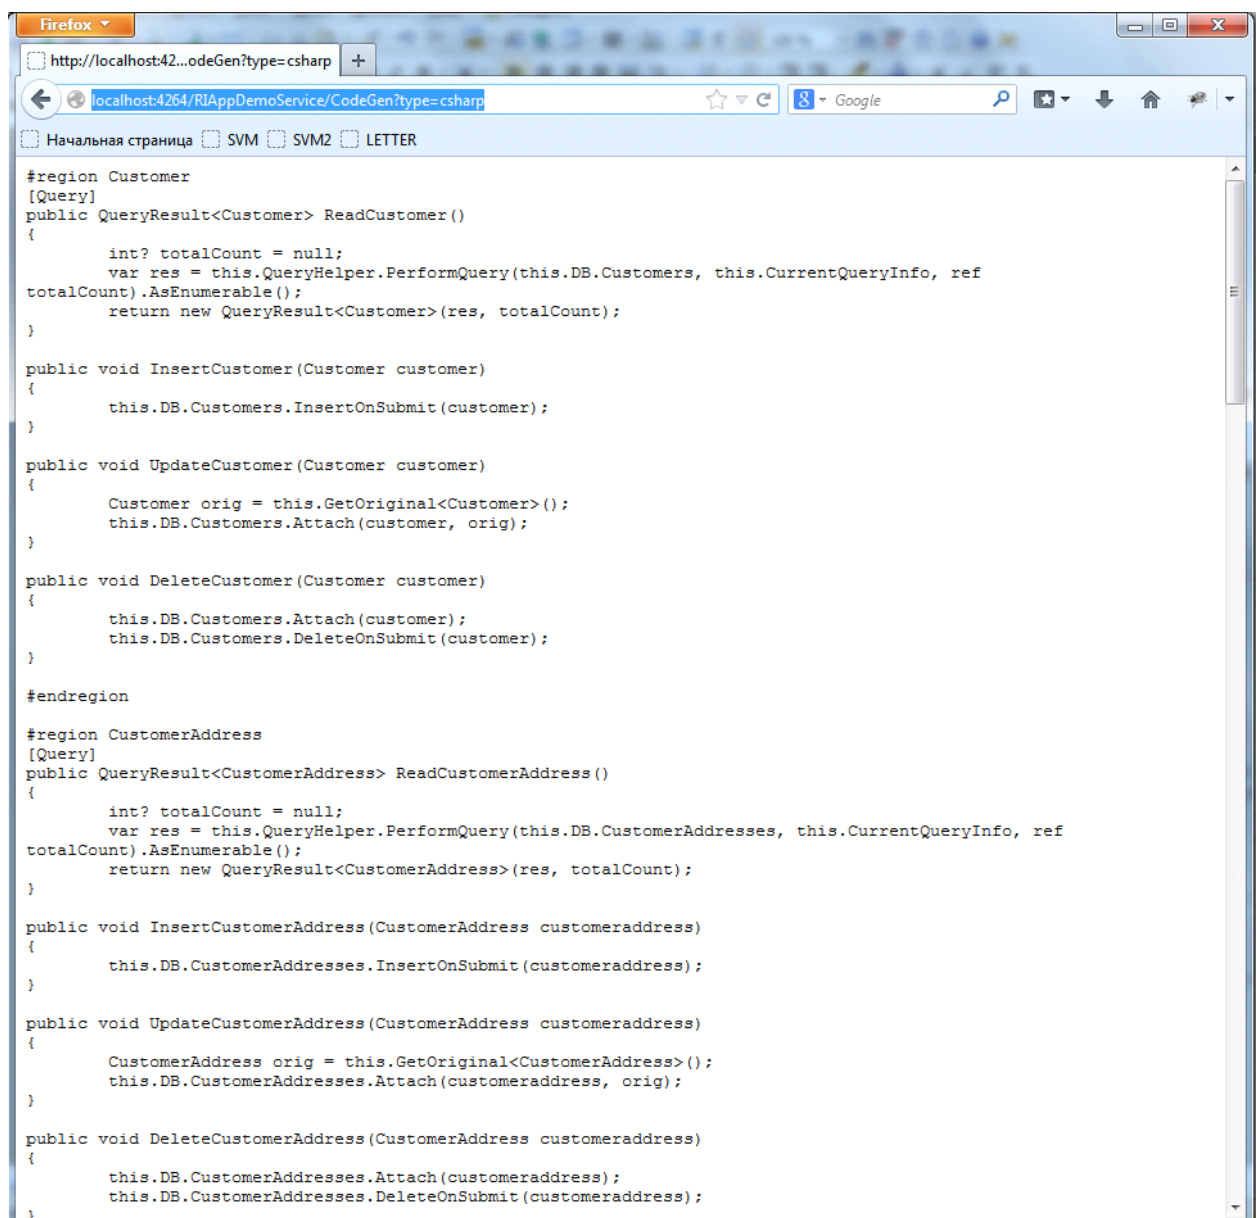 Firefox
http://localhost:42...odeGen?type=csharp
localhost:4264/RIAppDemoService/CodeGen?type=csharp
Google
Начальная страница SVM SVM2 LETTER
#region Customer
[Query]
public QueryResult<Customer> ReadCustomer()
{
int? totalCount = null;
var res = this.QueryHelper.PerformQuery(this.DB.Customers, this.CurrentQueryInfo, ref
totalCount).AsEnumerable();
return new QueryResult<Customer>(res, totalCount);
}
public void InsertCustomer(Customer customer)
{
this.DB.Customers.InsertOnSubmit(customer);
}
public void UpdateCustomer(Customer customer)
{
Customer orig = this.GetOriginal<Customer>();
this.DB.Customers.Attach(customer, orig);
}
public void DeleteCustomer(Customer customer)
{
this.DB.Customers.Attach(customer);
this.DB.Customers.DeleteOnSubmit(customer);
}
#endregion
#region CustomerAddress
[Query]
public QueryResult<CustomerAddress> ReadCustomerAddress()
{
int? totalCount = null;
var res = this.QueryHelper.PerformQuery(this.DB.CustomerAddresses, this.CurrentQueryInfo, ref
totalCount).AsEnumerable();
return new QueryResult<CustomerAddress>(res, totalCount);
}
public void InsertCustomerAddress(CustomerAddress customeraddress)
{
this.DB.CustomerAddresses.InsertOnSubmit(customeraddress);
}
public void UpdateCustomerAddress(CustomerAddress customeraddress)
{
CustomerAddress orig = this.GetOriginal<CustomerAddress>();
this.DB.CustomerAddresses.Attach(customeraddress, orig);
}
public void DeleteCustomerAddress(CustomerAddress customeraddress)
{
this.DB.CustomerAddresses.Attach(customeraddress);
this.DB.CustomerAddresses.DeleteOnSubmit(customeraddress);
}